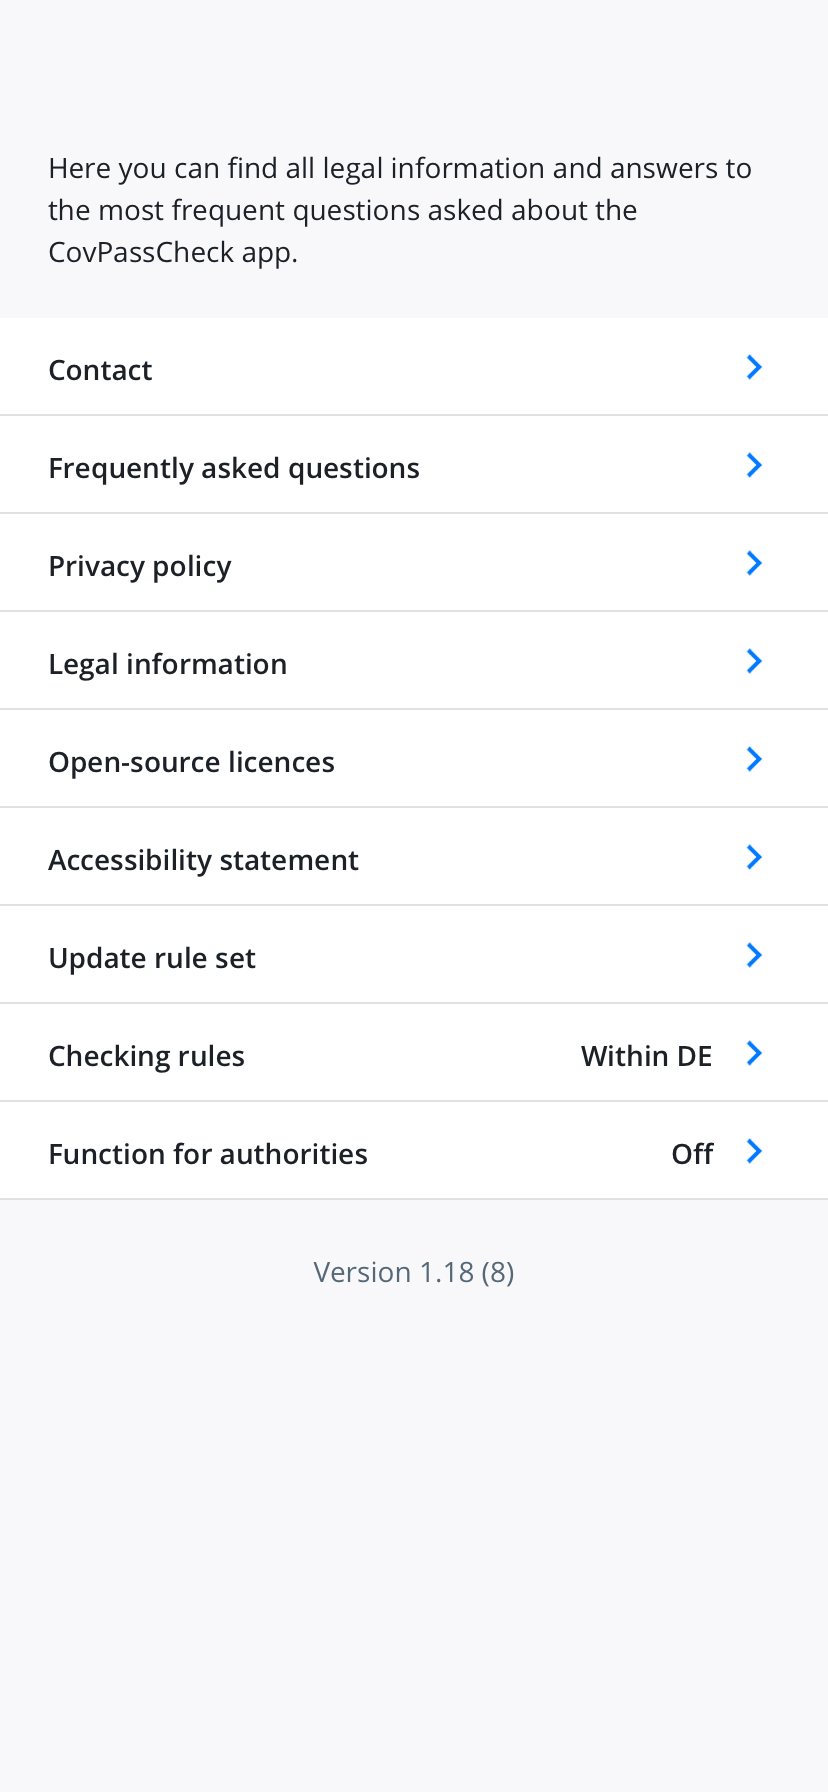 Here you can find all legal information and answers to
the most frequent questions asked about the
CovPassCheck app.
Contact
Frequently asked questions
Privacy policy
Legal information
Open-source licences
Accessibility statement
Update rule set
Checking rules Within DE
Function for authorities Off
Version 1.18 (8)